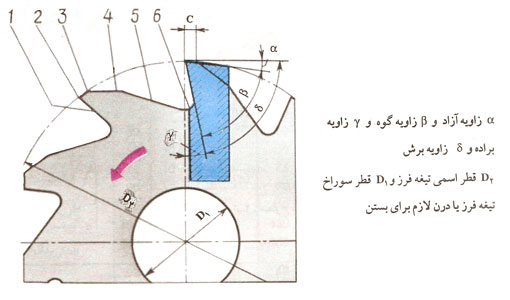 1 2 3 4 5 6 c α
β
δ
γ
D₂
D₁
α زاویه آزاد و β زاویه گوه و γ زاویه
براده و δ زاویه برش
D₂ قطر اسمی تیغه فرز و D₁ قطر سوراخ
تیغه فرز یا درن لازم برای بستن